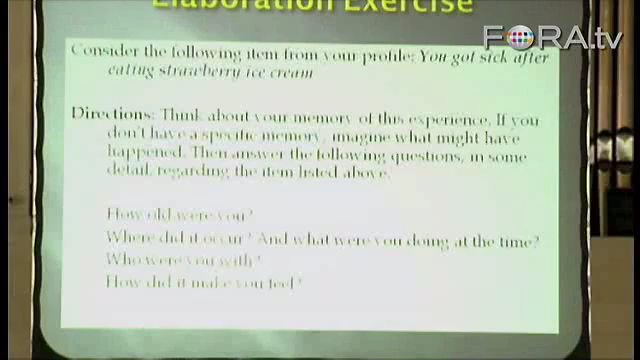 Elaboration Exercise
FORA.tv
Consider the following item from your profile: You got sick after
eating strawberry ice cream
Directions: Think about your memory of this experience. If you
don't have a specific memory, imagine what might have
happened. Then answer the following questions, in some
detail, regarding the item listed above.
How old were you?
Where did it occur? And what were you doing at the time?
Who were you with?
How did it make you feel?